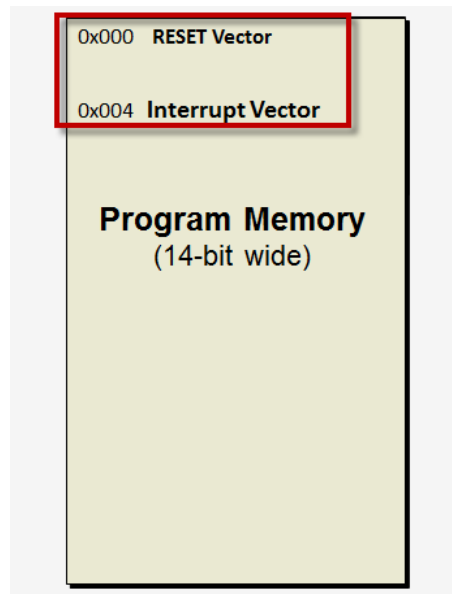 0x000 RESET Vector
0x004 Interrupt Vector
Program Memory
(14-bit wide)